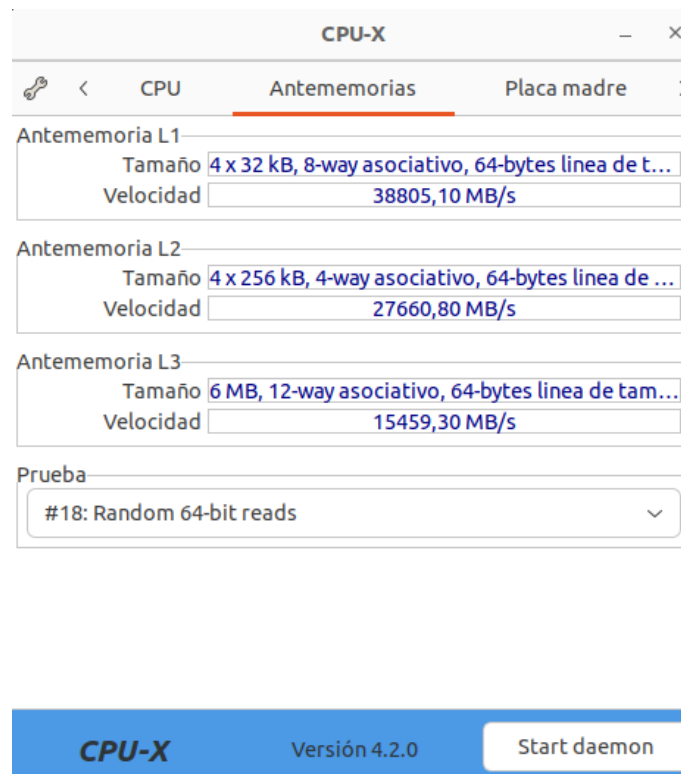 CPU-X
CPU Antememorias Placa madre
Antememoria L1
Tamaño 4 x 32 kB, 8-way asociativo, 64-bytes linea de t...
Velocidad 38805,10 MB/s
Antememoria L2
Tamaño 4 x 256 kB, 4-way asociativo, 64-bytes linea de ...
Velocidad 27660,80 MB/s
Antememoria L3
Tamaño 6 MB, 12-way asociativo, 64-bytes linea de tam...
Velocidad 15459,30 MB/s
Prueba
#18: Random 64-bit reads
CPU-X Versión 4.2.0 Start daemon